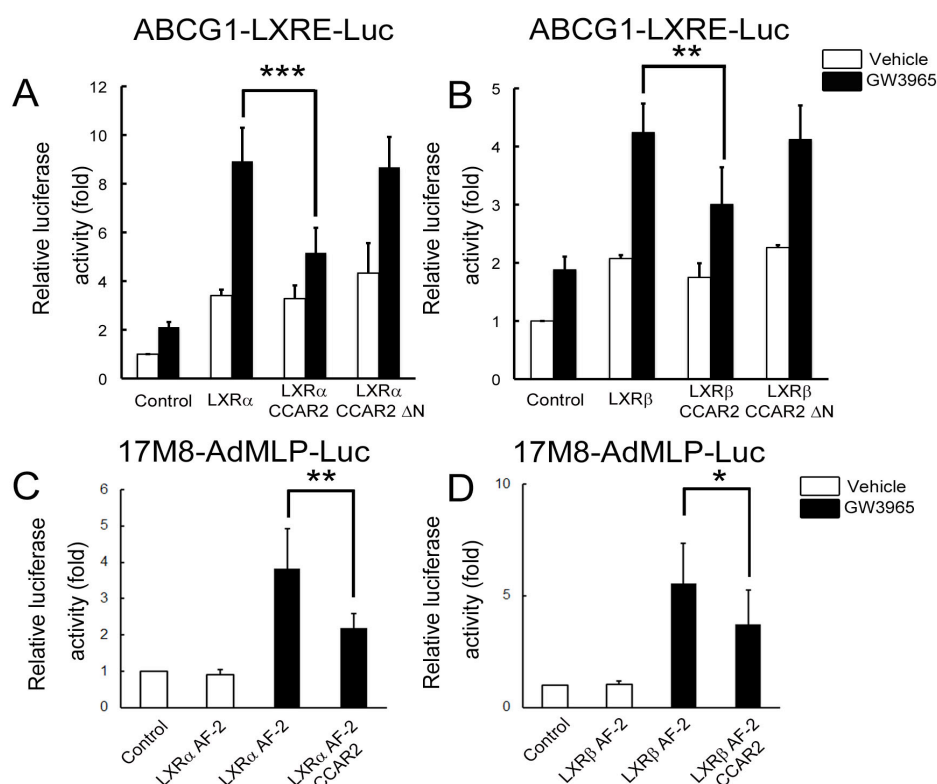 ABCG1-LXRE-Luc
A
***
12
10
8
6
4
2
0
Relative luciferase
activity (fold)
Control
LXRα
LXRα
CCAR2
LXRα
CCAR2 ΔN
ABCG1-LXRE-Luc
B
**
Vehicle
GW3965
5
4
3
2
1
0
Relative luciferase
activity (fold)
Control
LXRβ
LXRβ
CCAR2
LXRβ
CCAR2 ΔN
17M8-AdMLP-Luc
C
**
6
5
4
3
2
1
0
Relative luciferase
activity (fold)
Control
LXRα AF-2
LXRα AF-2
LXRα AF-2
CCAR2
17M8-AdMLP-Luc
D
*
Vehicle
GW3965
10
5
0
Relative luciferase
activity (fold)
Control
LXRβ AF-2
LXRβ AF-2
LXRβ AF-2
CCAR2